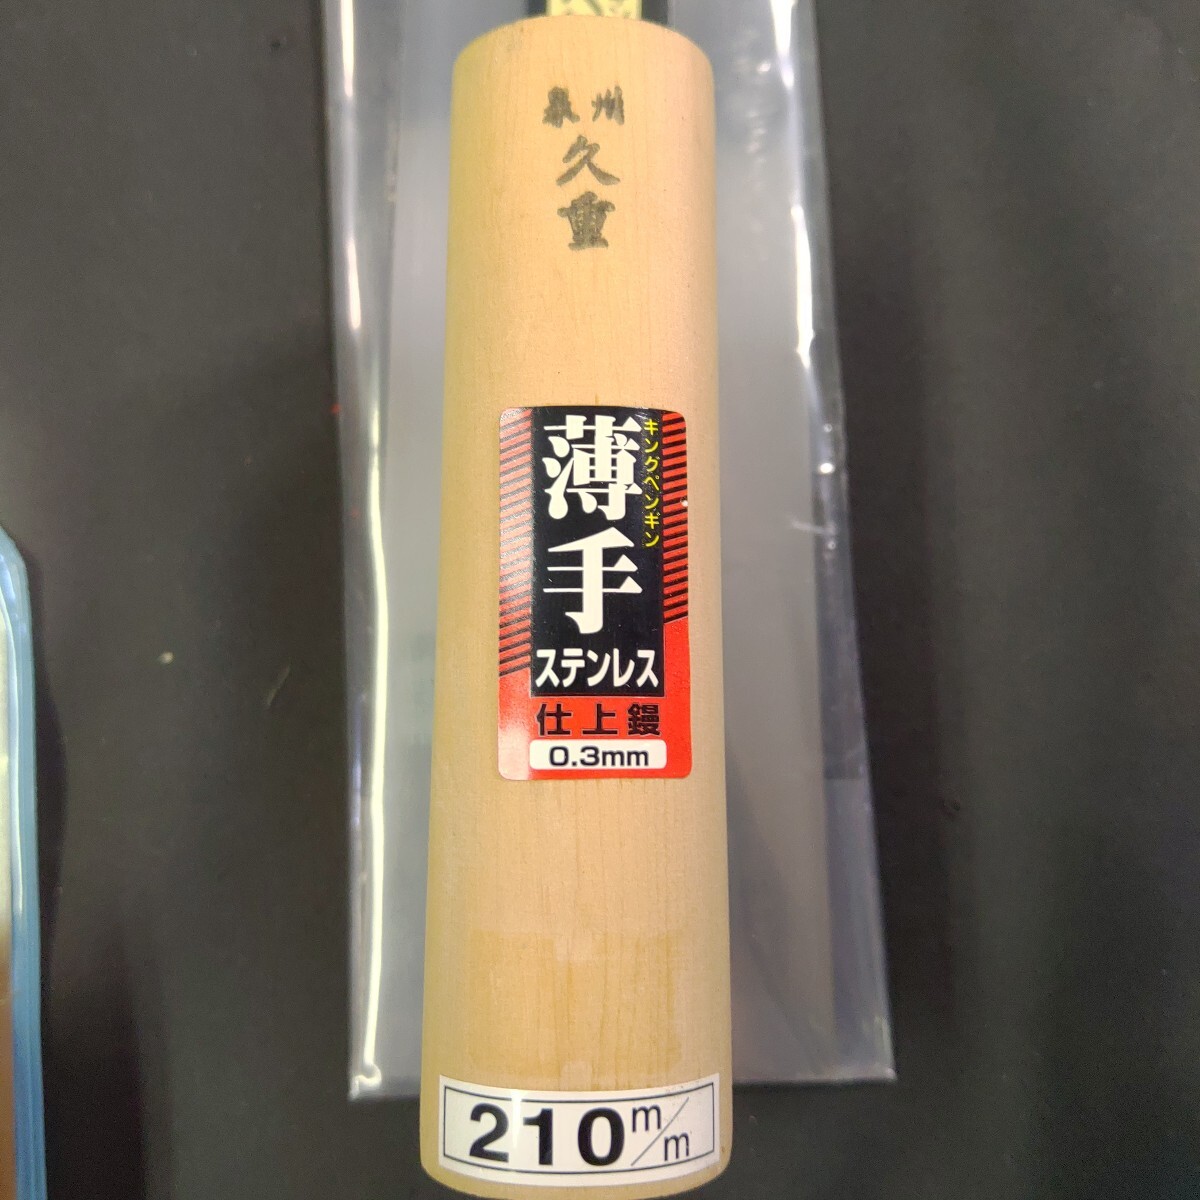 泉州
久重
キングペンギン
薄手
ステンレス
仕上鏝
0.3mm
210m/m